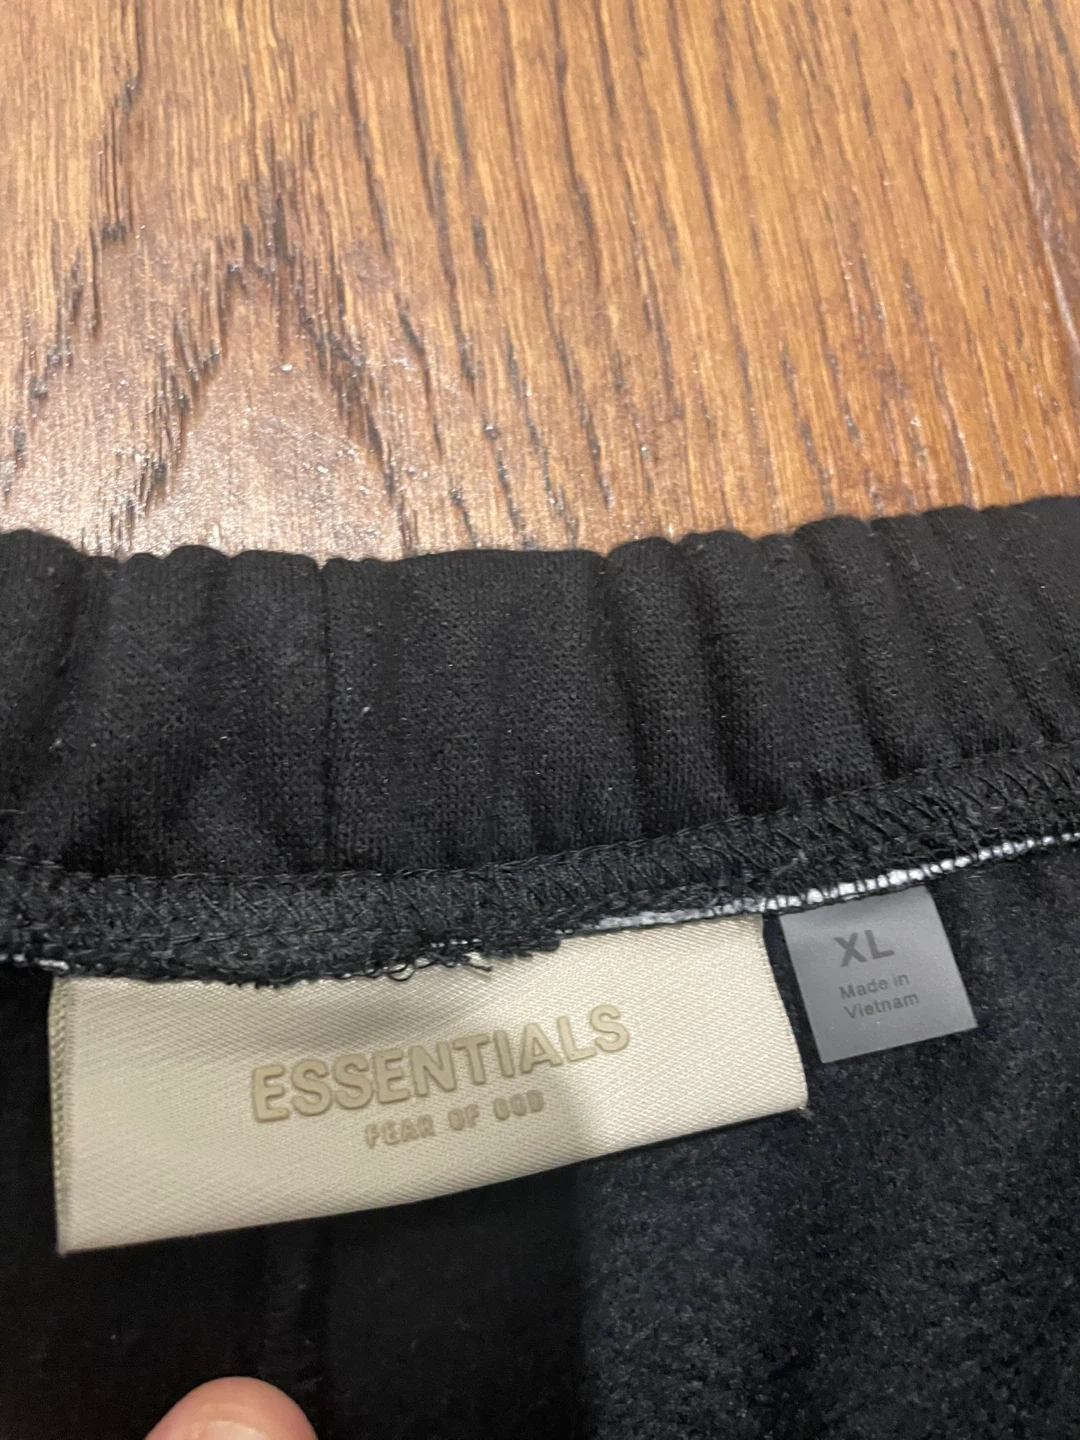 ESSENTIALS
FEAR OF GOD
XL
Made in
Vietnam